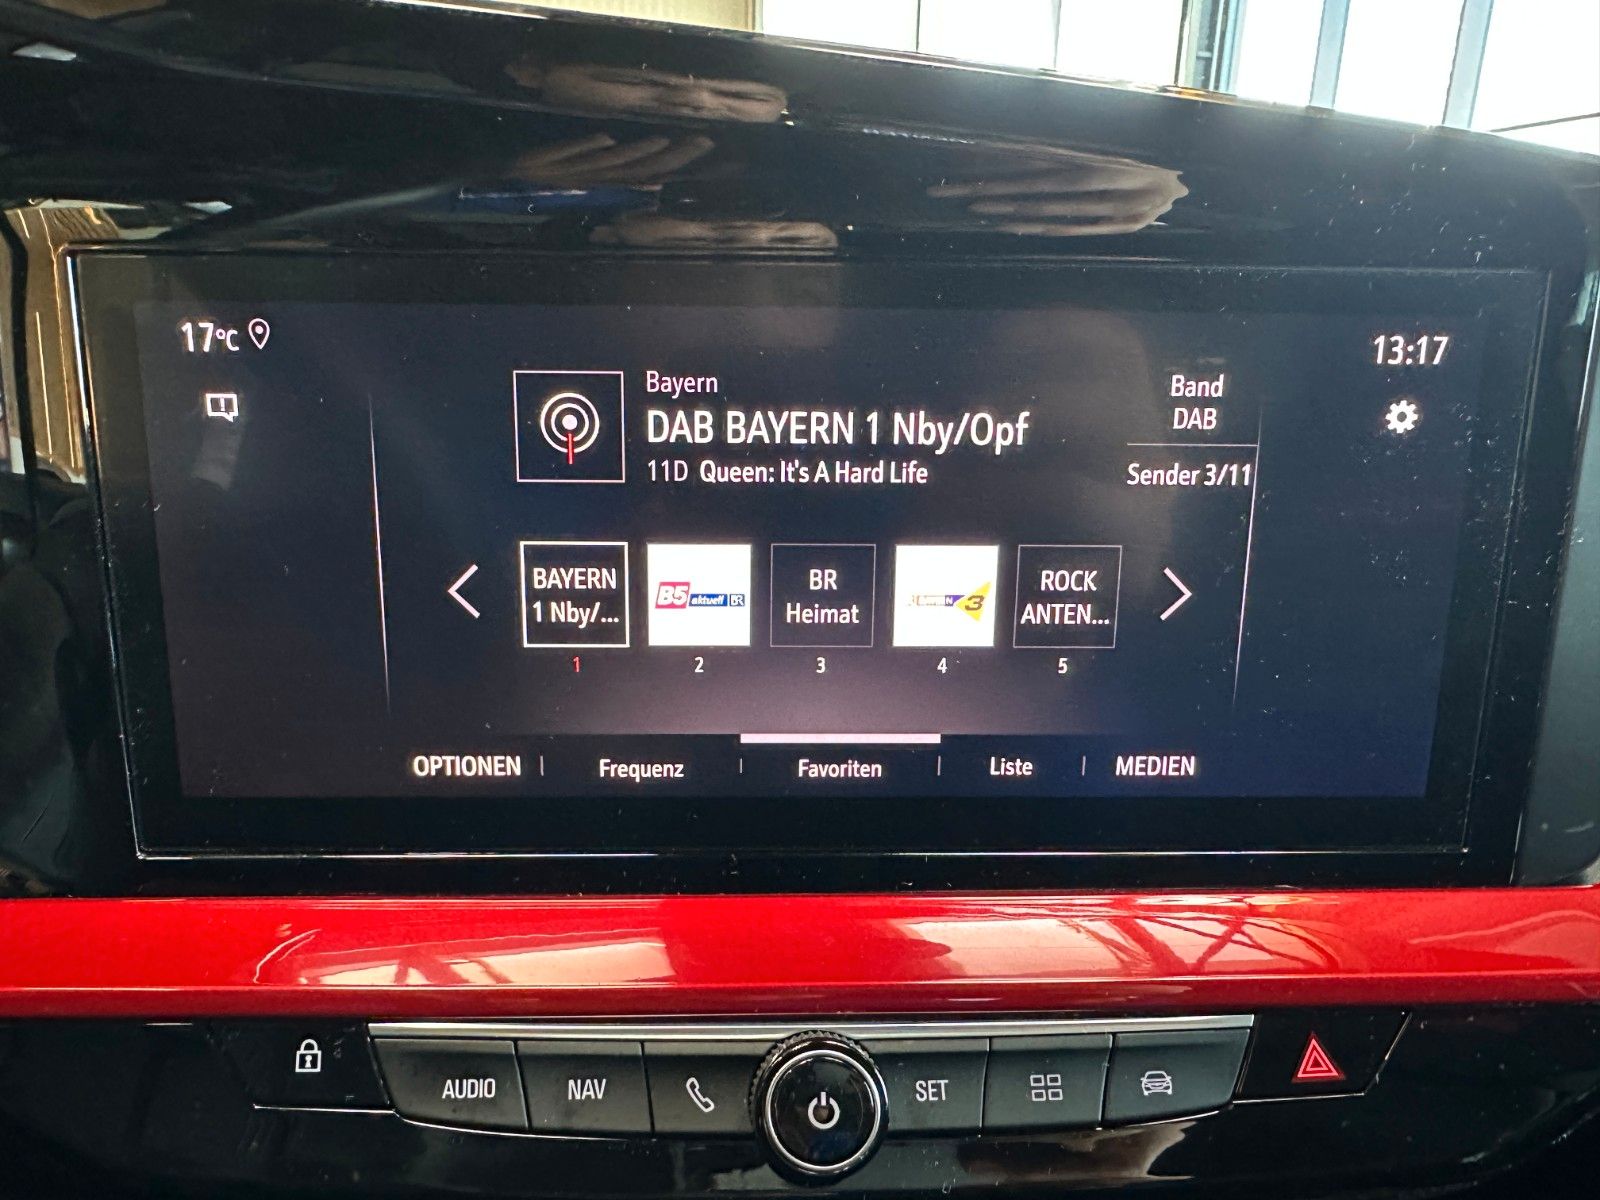 17°C
13:17
Bayern
DAB BAYERN 1 Nby/Opf
11D Queen: It's A Hard Life
Band
DAB
Sender 3/11
BAYERN
1 Nby/...
B5 aktuell BR
BR
Heimat
3
ROCK
ANTEN...
1
2
3
4
5
OPTIONEN
Frequenz
Favoriten
Liste
MEDIEN
AUDIO
NAV
SET